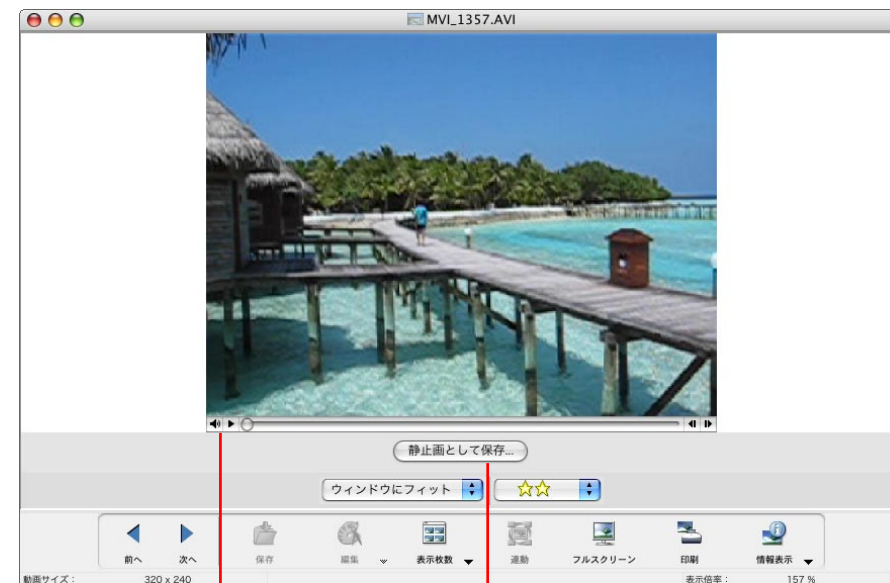 MVI_1357.AVI
静止画として保存...
ウィンドウにフィット
前へ 次へ 保存 編集 表示枚数 連動 フルスクリーン 印刷 情報表示
動画サイズ： 320 x 240 表示倍率： 157 %